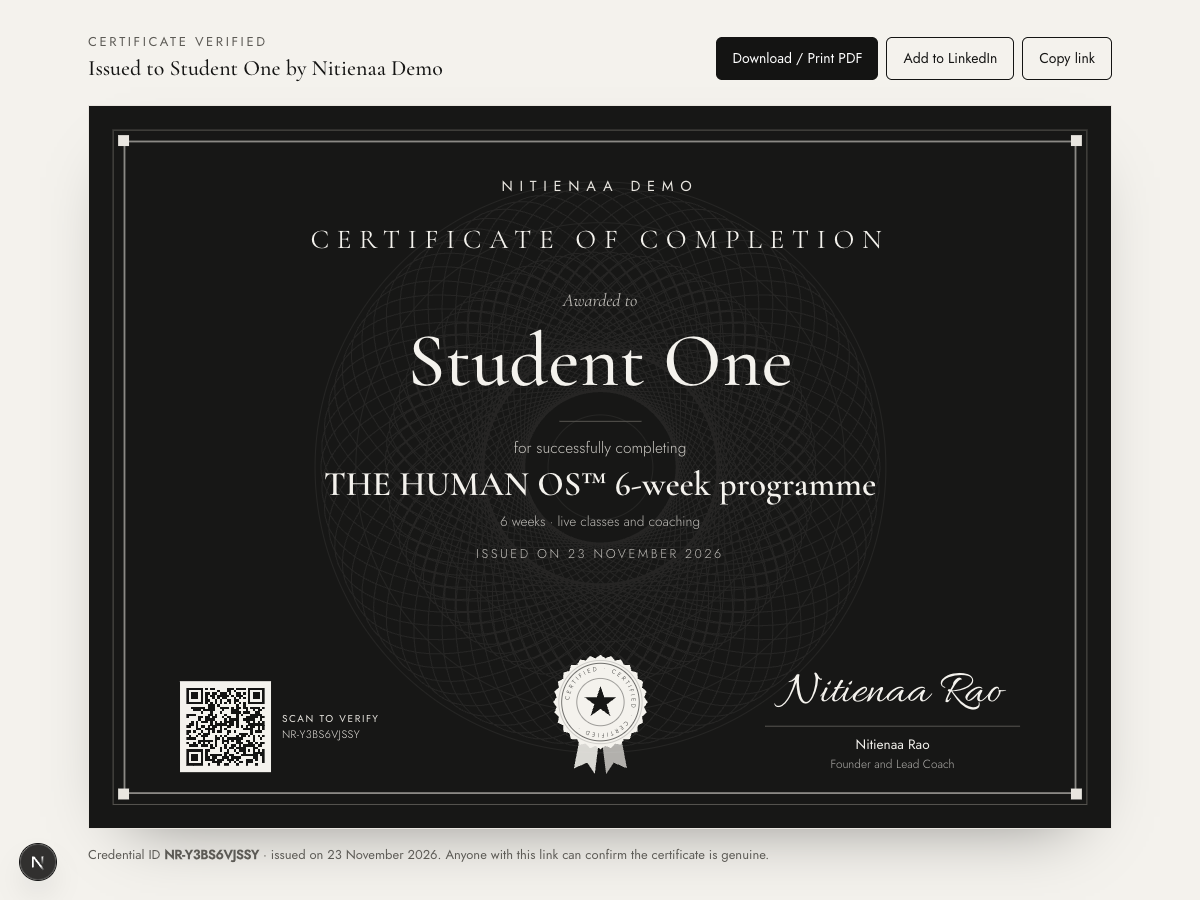 CERTIFICATE VERIFIED
Issued to Student One by Nitienaa Demo
Download / Print PDF
Add to LinkedIn
Copy link
NITIENAA DEMO
CERTIFICATE OF COMPLETION
Awarded to
Student One
for successfully completing
THE HUMAN OS™ 6-week programme
6 weeks · live classes and coaching
ISSUED ON 23 NOVEMBER 2026
SCAN TO VERIFY
NR-Y3BS6VJSSY
CERTIFIED · CERTIFIED · CERTIFIED
Nitienaa Rao
Nitienaa Rao
Founder and Lead Coach
Credential ID NR-Y3BS6VJSSY · issued on 23 November 2026. Anyone with this link can confirm the certificate is genuine.
N